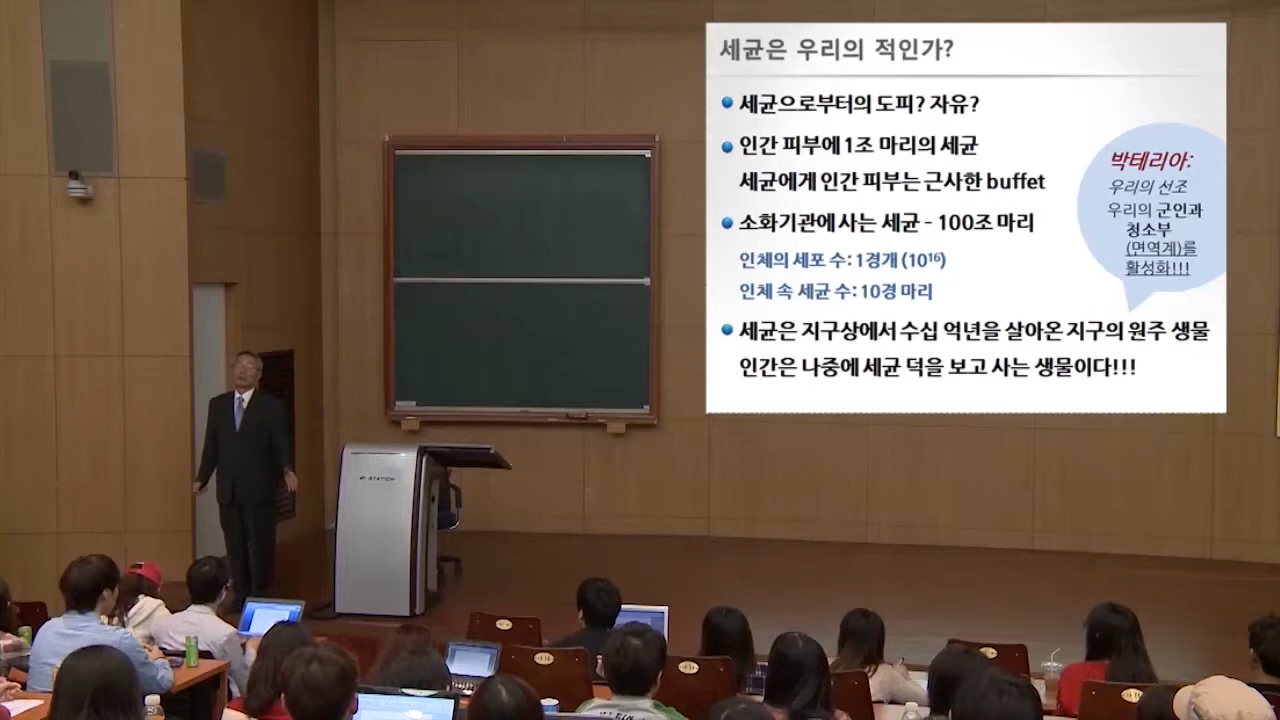 세균은 우리의 적인가?
세균으로부터의 도피? 자유?
인간 피부에 1조 마리의 세균
세균에게 인간 피부는 근사한 buffet
소화기관에 사는 세균 - 100조 마리
인체의 세포 수: 1경개 (10¹⁶)
인체 속 세균 수: 10경 마리
세균은 지구상에서 수십 억년을 살아온 지구의 원주 생물
인간은 나중에 세균 덕을 보고 사는 생물이다!!!
박테리아:
우리의 선조
우리의 군인과
청소부
(면역계)를
활성화!!!
STATION